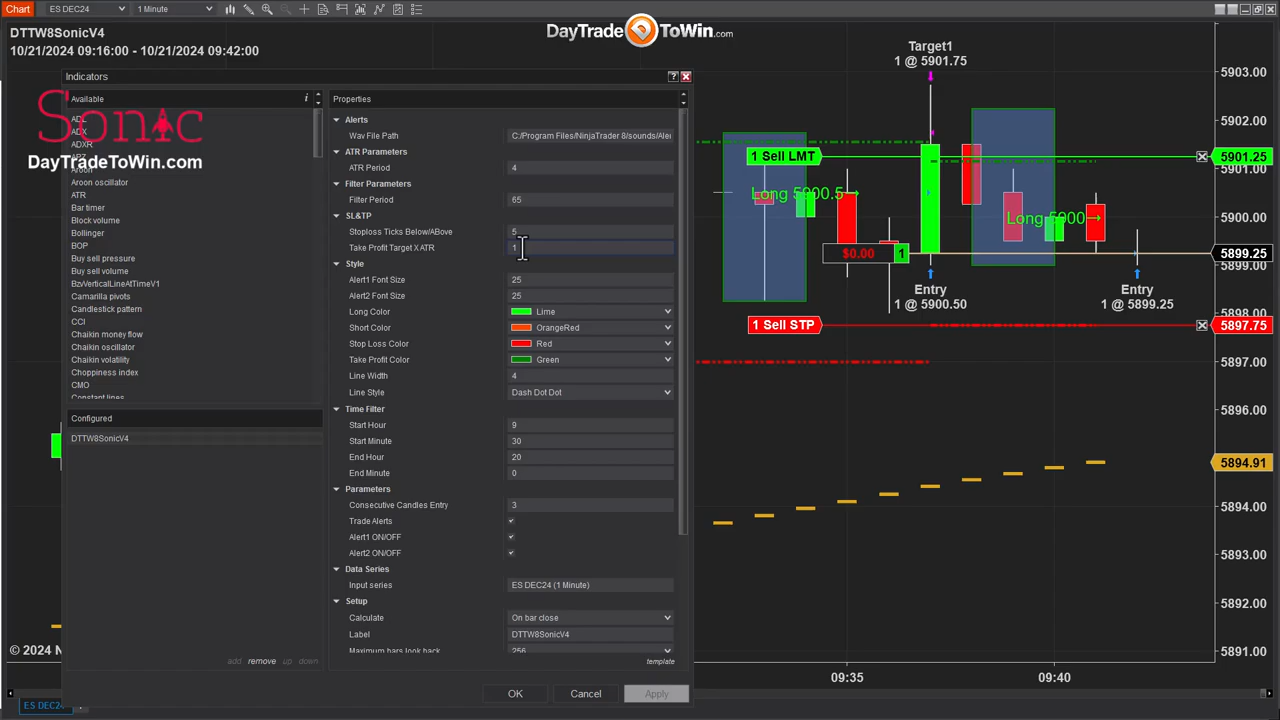 Chart ES DEC24 1 Minute
DTTW8SonicV4
10/21/2024 09:16:00 - 10/21/2024 09:42:00
DayTradeToWin.com
Indicators
?
Available
i
Properties
Sonic
DayTradeToWin.com
ADL
ADX
ADXR
Aroon
Aroon oscillator
ATR
Bar timer
Block volume
Bollinger
BOP
Buy sell pressure
Buy sell volume
BzvVerticalLineAtTimeV1
Camarilla pivots
Candlestick pattern
CCI
Chaikin money flow
Chaikin oscillator
Chaikin volatility
Choppiness index
CMO
Constant lines
Configured
DTTW8SonicV4
add remove up down
Alerts
Wav File Path C:/Program Files/NinjaTrader 8/sounds/Aler
ATR Parameters
ATR Period 4
Filter Parameters
Filter Period 65
SL&TP
Stoploss Ticks Below/ABove 5
Take Profit Target X ATR 1
Style
Alert1 Font Size 25
Alert2 Font Size 25
Long Color Lime
Short Color OrangeRed
Stop Loss Color Red
Take Profit Color Green
Line Width 4
Line Style Dash Dot Dot
Time Filter
Start Hour 9
Start Minute 30
End Hour 20
End Minute 0
Parameters
Consecutive Candles Entry 3
Trade Alerts
Alert1 ON/OFF
Alert2 ON/OFF
Data Series
Input series ES DEC24 (1 Minute)
Setup
Calculate On bar close
Label DTTW8SonicV4
Maximum bars look back 256
template
OK Cancel Apply
Target1
1 @ 5901.75
1 Sell LMT
Long 5900.5
Long 5900
$0.00 1
Entry
1 @ 5900.50
Entry
1 @ 5899.25
1 Sell STP
5903.00
5902.00
5901.25
5900.00
5899.25
5899.00
5898.00
5897.75
5897.00
5896.00
5894.91
5894.00
5893.00
5892.00
5891.00
© 2024 N
09:35
09:40
ES DEC24